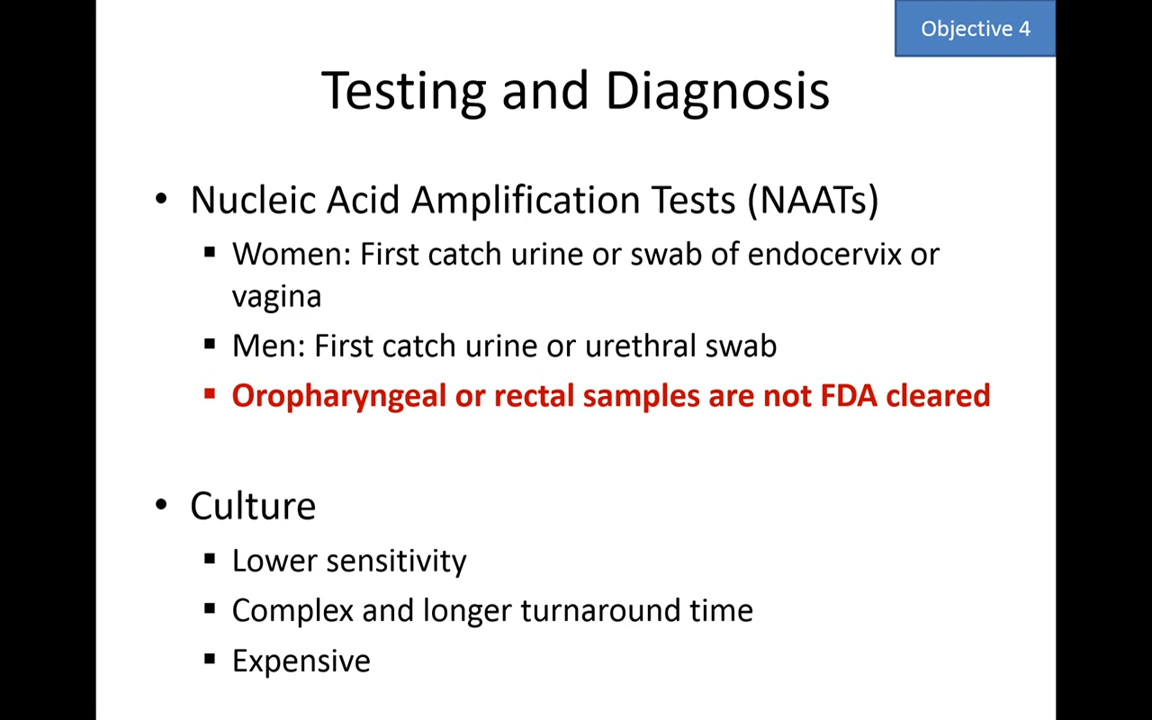 Objective 4
Testing and Diagnosis
• Nucleic Acid Amplification Tests (NAATs)
▪ Women: First catch urine or swab of endocervix or
vagina
▪ Men: First catch urine or urethral swab
▪ Oropharyngeal or rectal samples are not FDA cleared
• Culture
▪ Lower sensitivity
▪ Complex and longer turnaround time
▪ Expensive